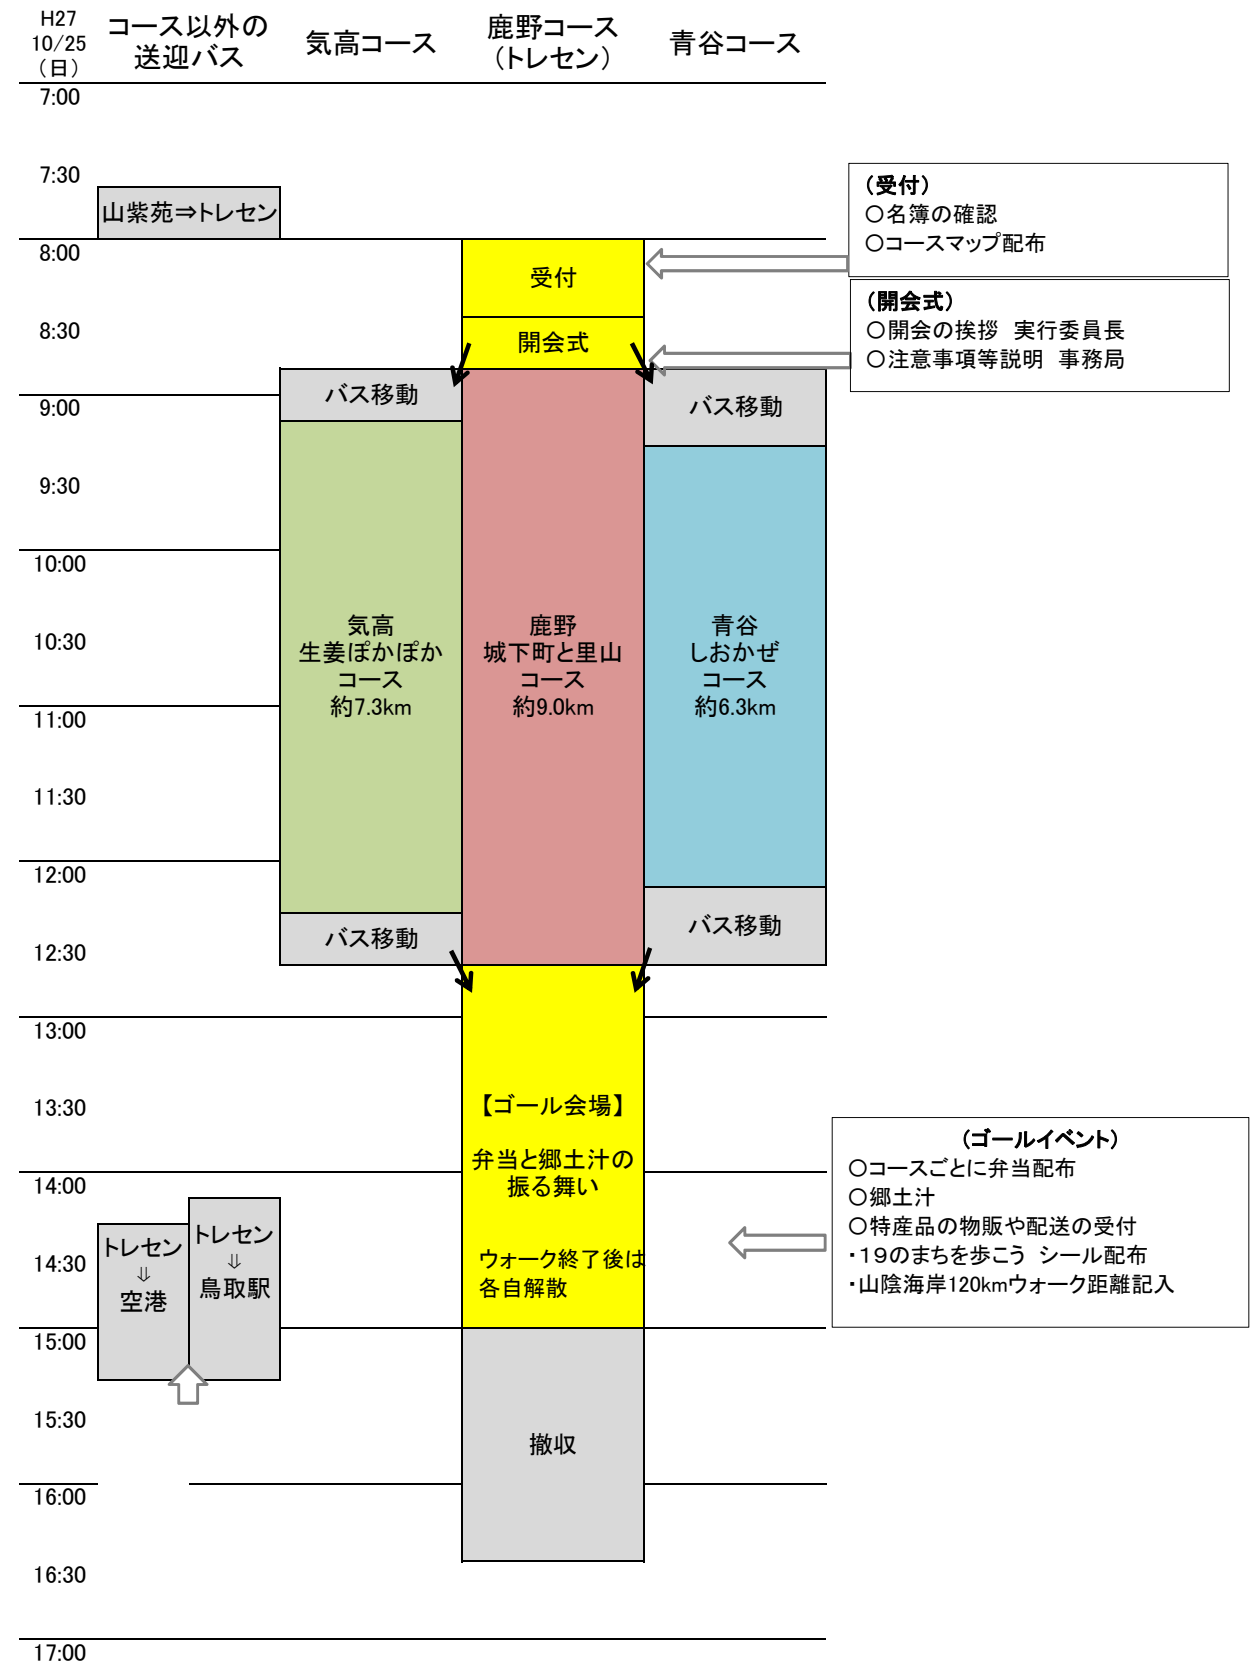 H27
10/25
（日）
コース以外の
送迎バス
気高コース
鹿野コース
（トレセン）
青谷コース
7:00
7:30
山紫苑⇒トレセン
（受付）
○名簿の確認
○コースマップ配布
8:00
受付
（開会式）
○開会の挨拶　実行委員長
○注意事項等説明　事務局
8:30
開会式
バス移動
バス移動
9:00
9:30
10:00
10:30
気高
生姜ぽかぽか
コース
約7.3km
鹿野
城下町と里山
コース
約9.0km
青谷
しおかぜ
コース
約6.3km
11:00
11:30
12:00
バス移動
バス移動
12:30
13:00
13:30
【ゴール会場】
弁当と郷土汁の
振る舞い
ウォーク終了後は
各自解散
（ゴールイベント）
○コースごとに弁当配布
○郷土汁
○特産品の物販や配送の受付
・１９のまちを歩こう　シール配布
・山陰海岸120kmウォーク距離記入
14:00
トレセン
⇓
空港
トレセン
⇓
鳥取駅
14:30
15:00
15:30
撤収
16:00
16:30
17:00